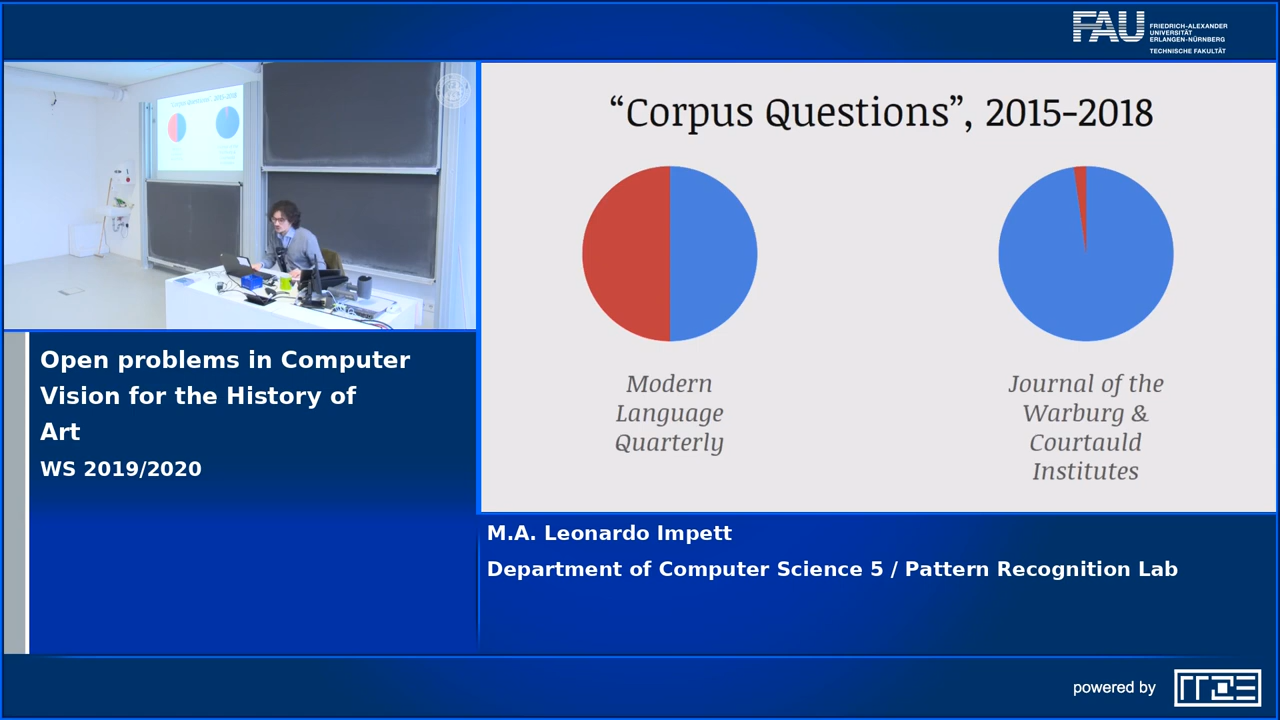 FAU
FRIEDRICH-ALEXANDER
UNIVERSITÄT
ERLANGEN-NÜRNBERG
TECHNISCHE FAKULTÄT
“Corpus Questions”, 2015-2018
Modern
Language
Quarterly
Journal of the
Warburg &
Courtauld
Institutes
Open problems in Computer
Vision for the History of
Art
WS 2019/2020
M.A. Leonardo Impett
Department of Computer Science 5 / Pattern Recognition Lab
powered by